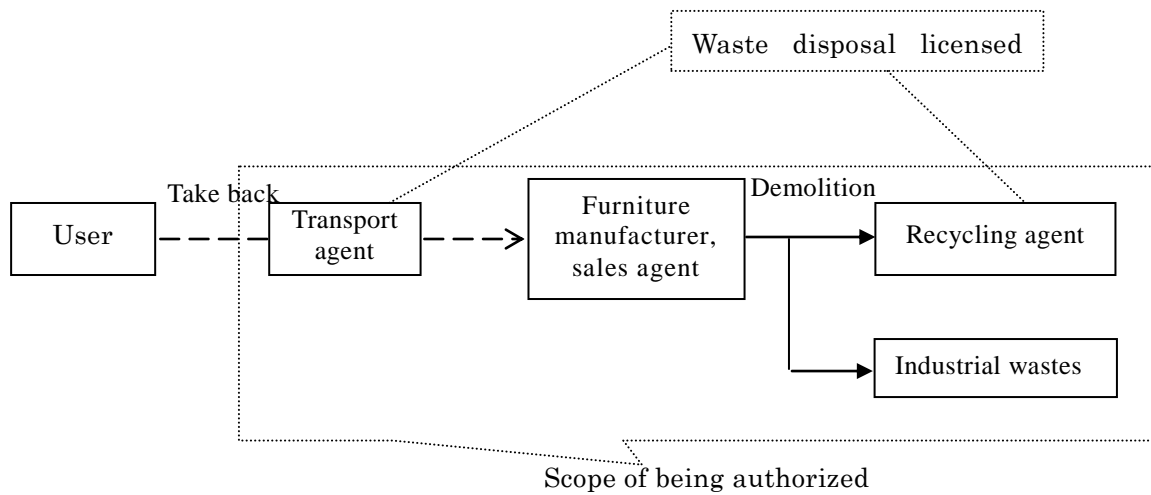 Waste disposal licensed
Take back
Demolition
User
Transport
agent
Furniture
manufacturer,
sales agent
Recycling agent
Industrial wastes
Scope of being authorized